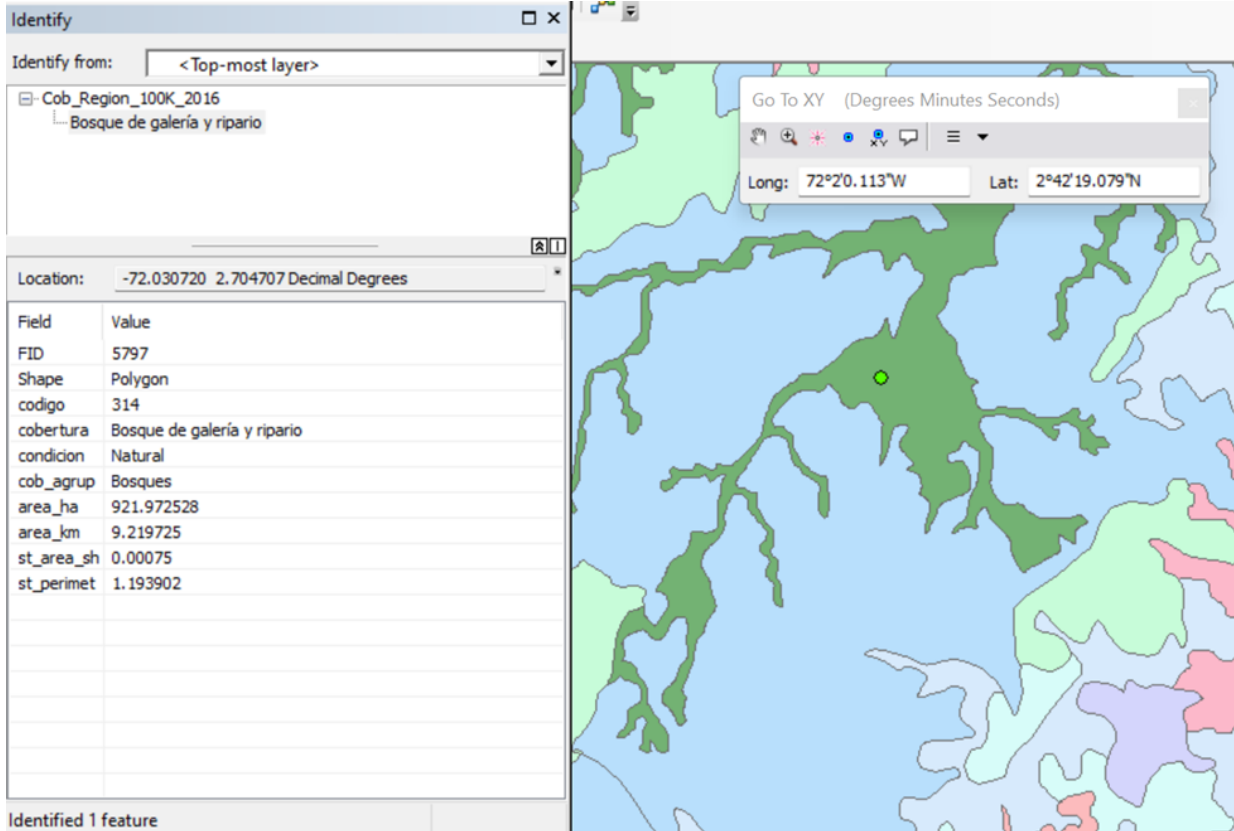 Identify
Identify from: <Top-most layer>
Cob_Region_100K_2016
Bosque de galería y ripario
Location: -72.030720 2.704707 Decimal Degrees
Field Value
FID 5797
Shape Polygon
codigo 314
cobertura Bosque de galería y ripario
condicion Natural
cob_agrup Bosques
area_ha 921.972528
area_km 9.219725
st_area_sh 0.00075
st_perimet 1.193902
Identified 1 feature
Go To XY (Degrees Minutes Seconds)
XY
Long: 72°2'0.113"W Lat: 2°42'19.079"N